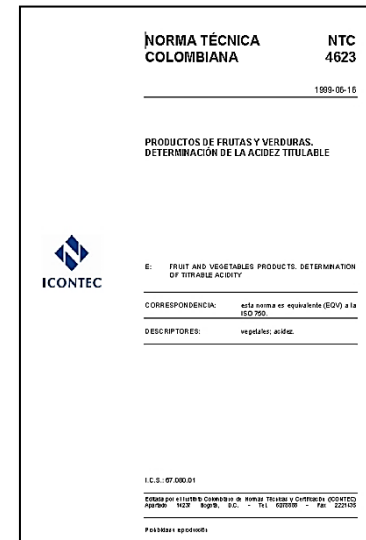 NORMA TÉCNICA NTC
COLOMBIANA 4623
1999-06-16
PRODUCTOS DE FRUTAS Y VERDURAS.
DETERMINACIÓN DE LA ACIDEZ TITULABLE
ICONTEC
E: FRUIT AND VEGETABLES PRODUCTS. DETERMINATION
OF TITRABLE ACIDITY
CORRESPONDENCIA: esta norma es equivalente (EQV) a la
ISO 750.
DESCRIPTORES: vegetales; acidez.
I.C.S.: 67.080.01
Editada por el Instituto Colombiano de Normas Técnicas y Certificación (ICONTEC)
Apartado 14237 Bogotá, D.C. - Tel. 6078888 - Fax 2221435
Prohibida su reproducción